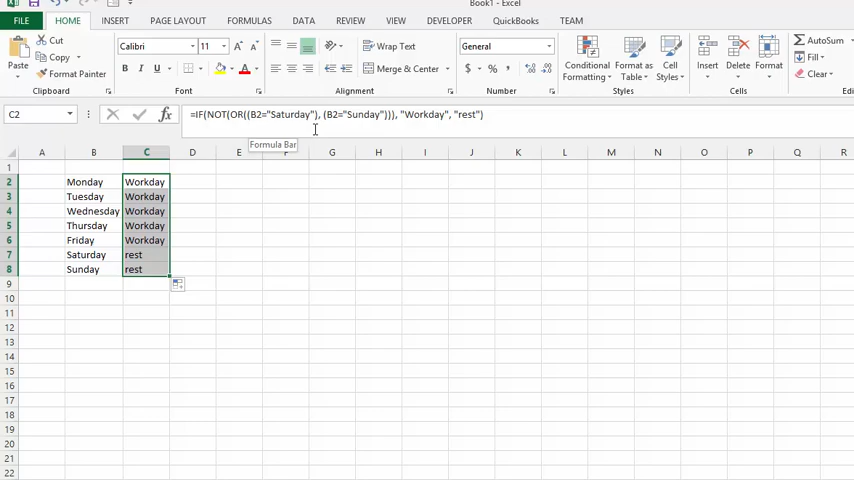 Book1 - Excel
FILE HOME INSERT PAGE LAYOUT FORMULAS DATA REVIEW VIEW DEVELOPER QuickBooks TEAM
Cut
Copy
Format Painter
Paste
Clipboard
Calibri 11
B I U
Font
Wrap Text
Merge & Center
Alignment
General
$ % ,
Number
Conditional Formatting
Format as Table
Cell Styles
Styles
Insert Delete Format
Cells
AutoSum
Fill
Clear
C2 fx =IF(NOT(OR((B2="Saturday"), (B2="Sunday"))), "Workday", "rest")
Formula Bar
A B C D E F G H I J K L M N O P Q R
1
2 Monday Workday
3 Tuesday Workday
4 Wednesday Workday
5 Thursday Workday
6 Friday Workday
7 Saturday rest
8 Sunday rest
9
10
11
12
13
14
15
16
17
18
19
20
21
22